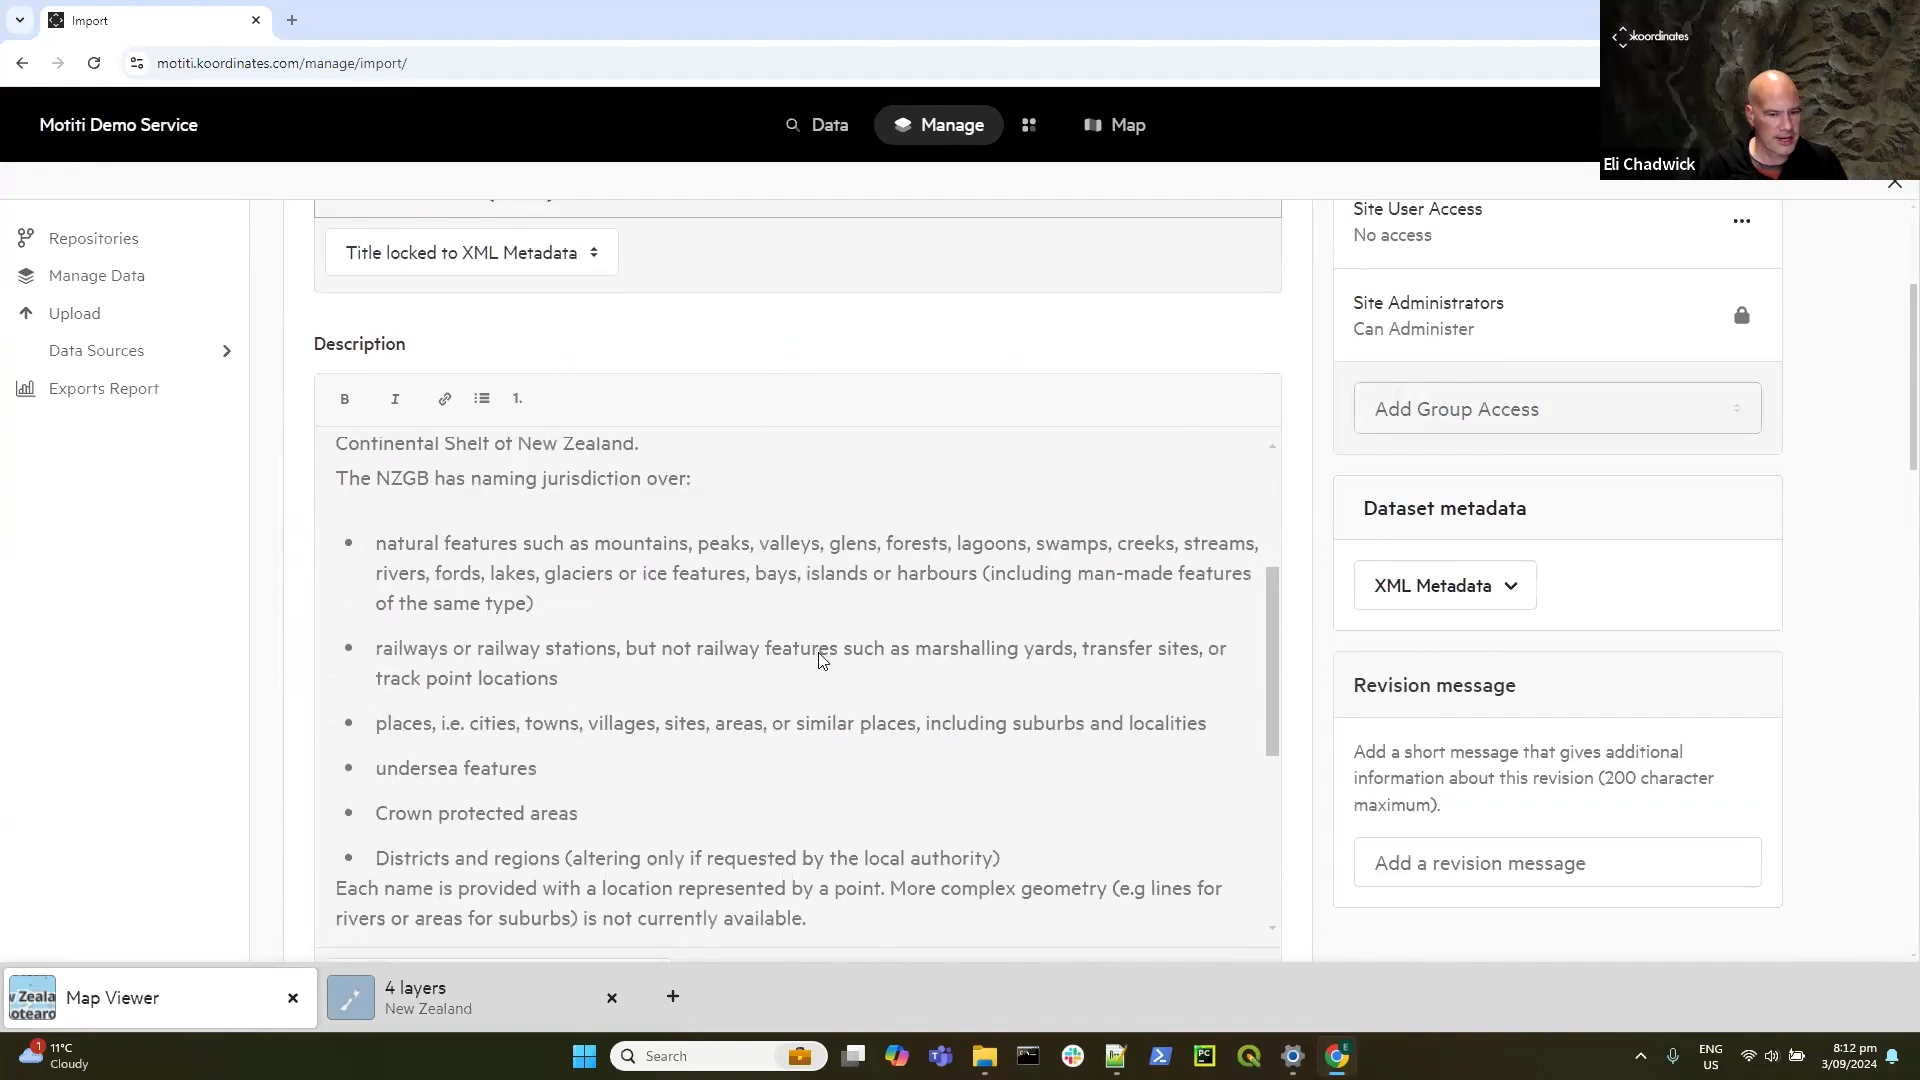 Import
motiti.koordinates.com/manage/import/
koordinates
Motiti Demo Service
Data
Manage
Map
Eli Chadwick
Repositories
Manage Data
Upload
Data Sources
Exports Report
Title locked to XML Metadata
Description
B
I
1.
Continental Shelf of New Zealand.
The NZGB has naming jurisdiction over:
natural features such as mountains, peaks, valleys, glens, forests, lagoons, swamps, creeks, streams,
rivers, fords, lakes, glaciers or ice features, bays, islands or harbours (including man-made features
of the same type)
railways or railway stations, but not railway features such as marshalling yards, transfer sites, or
track point locations
places, i.e. cities, towns, villages, sites, areas, or similar places, including suburbs and localities
undersea features
Crown protected areas
Districts and regions (altering only if requested by the local authority)
Each name is provided with a location represented by a point. More complex geometry (e.g lines for
rivers or areas for suburbs) is not currently available.
Site User Access
No access
Site Administrators
Can Administer
Add Group Access
Dataset metadata
XML Metadata
Revision message
Add a short message that gives additional
information about this revision (200 character
maximum).
Add a revision message
Map Viewer
4 layers
New Zealand
1
11°C
Cloudy
Search
ENG
US
8:12 pm
3/09/2024